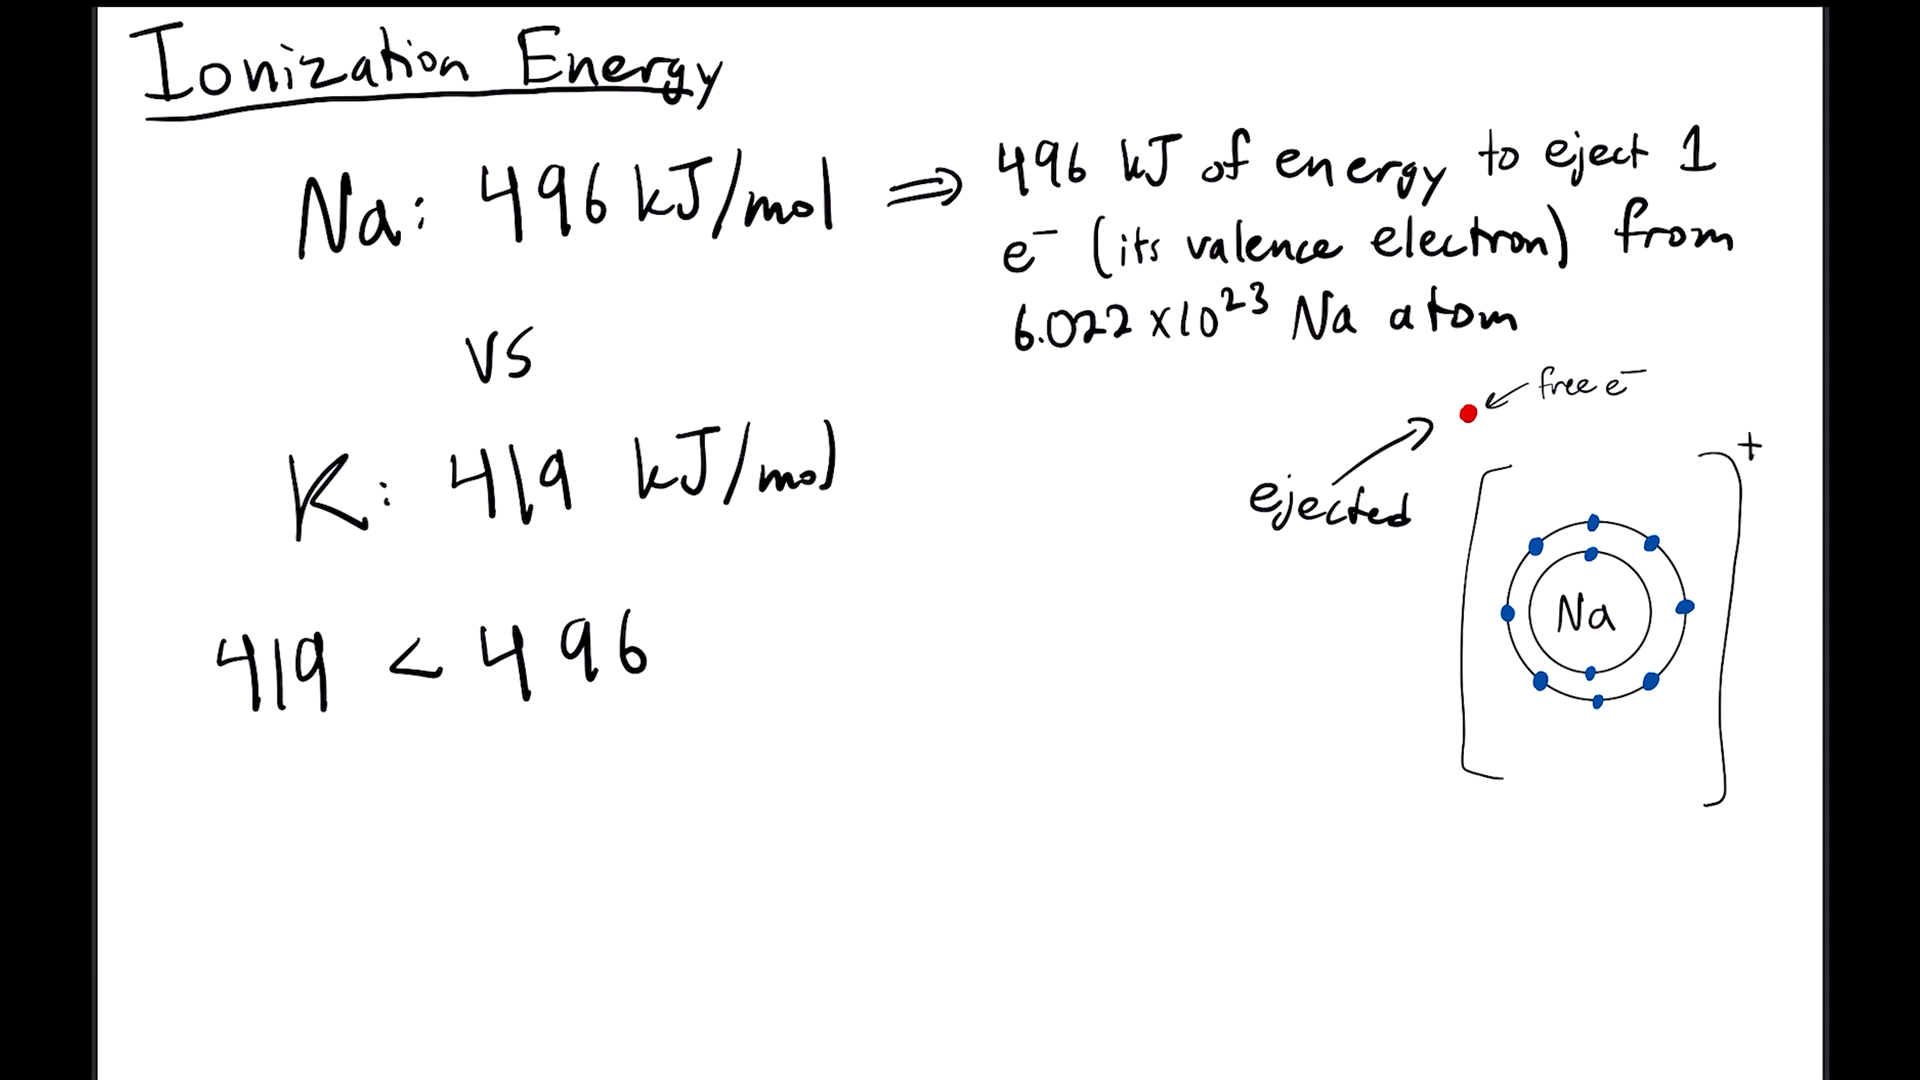 Ionization Energy
Na: 496 kJ/mol ⇒ 496 kJ of energy to eject 1
e⁻ (its valence electron) from
6.022 x10²³ Na atom
vs
K: 419 kJ/mol
419 < 496
free e⁻
ejected
+
Na